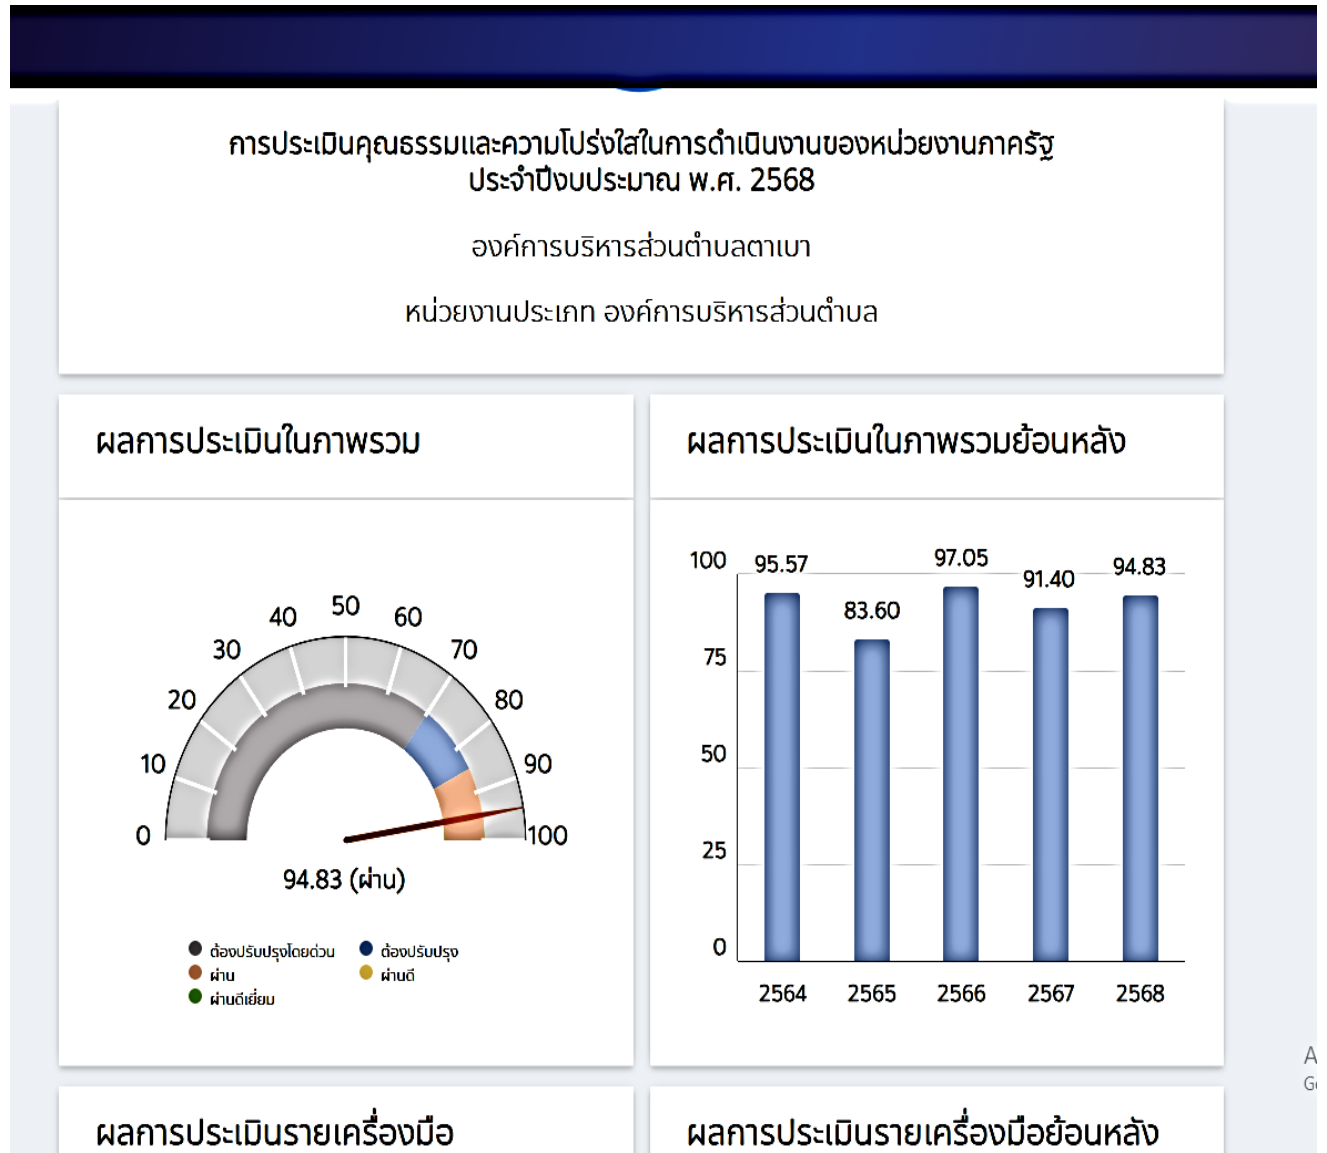 การประเมินคุณธรรมและความโปร่งใสในการดำเนินงานของหน่วยงานภาครัฐ
ประจำปีงบประมาณ พ.ศ. 2568
องค์การบริหารส่วนตำบลตาเบา
หน่วยงานประเภท องค์การบริหารส่วนตำบล
ผลการประเมินในภาพรวม
0
10
20
30
40
50
60
70
80
90
100
94.83 (ผ่าน)
ต้องปรับปรุงโดยด่วน ต้องปรับปรุง
ผ่าน ผ่านดี
ผ่านดีเยี่ยม
ผลการประเมินในภาพรวมย้อนหลัง
100
75
50
25
0
95.57 83.60 97.05 91.40 94.83
2564 2565 2566 2567 2568
ผลการประเมินรายเครื่องมือ
ผลการประเมินรายเครื่องมือย้อนหลัง